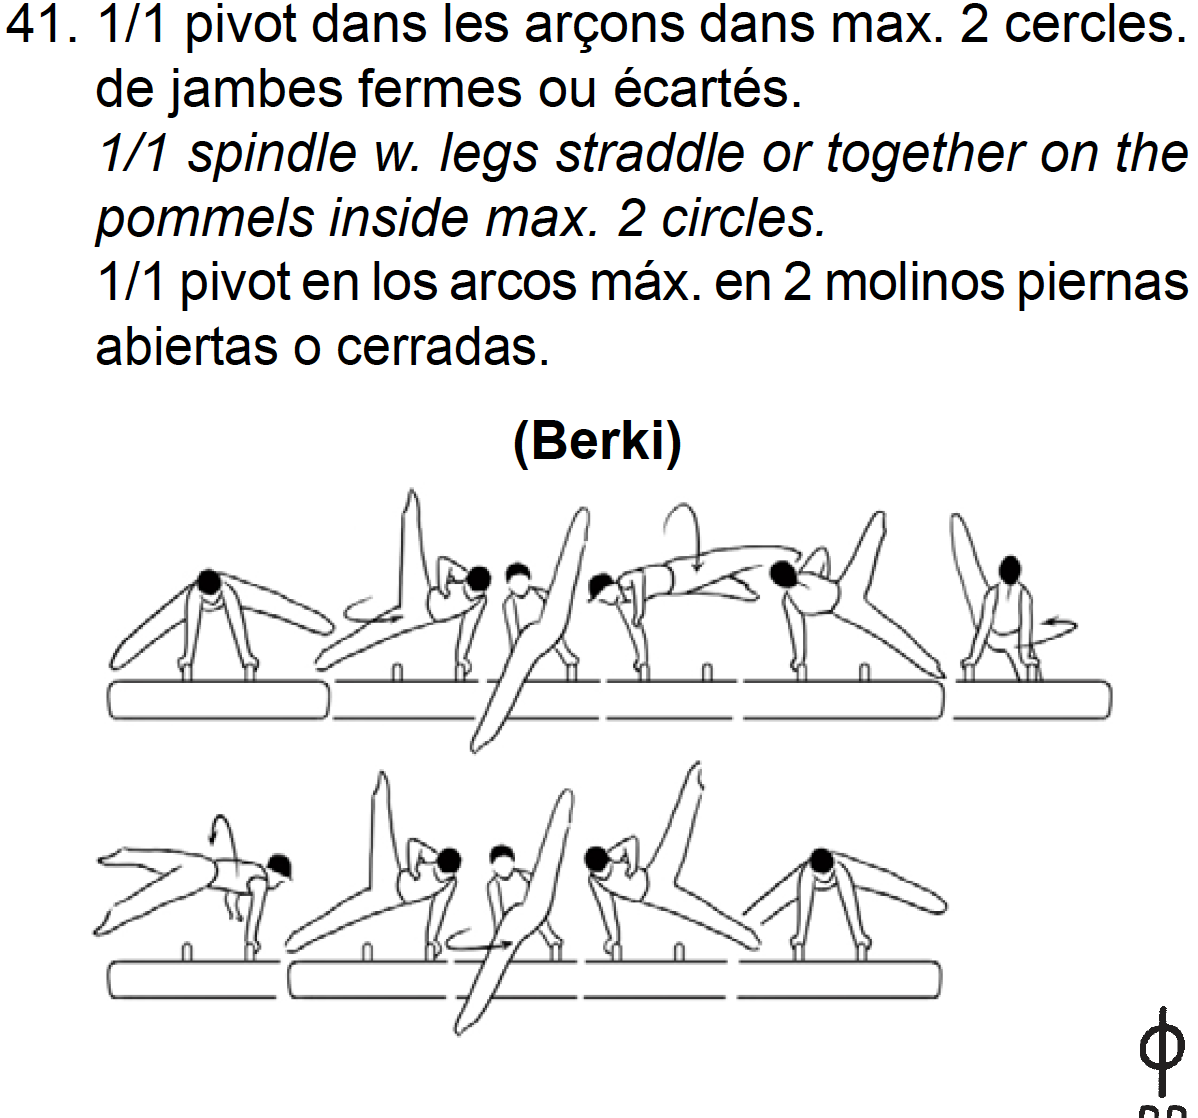 41. 1/1 pivot dans les arçons dans max. 2 cercles.
de jambes fermes ou écartés.
1/1 spindle w. legs straddle or together on the
pommels inside max. 2 circles.
1/1 pivot en los arcos máx. en 2 molinos piernas
abiertas o cerradas.
(Berki)